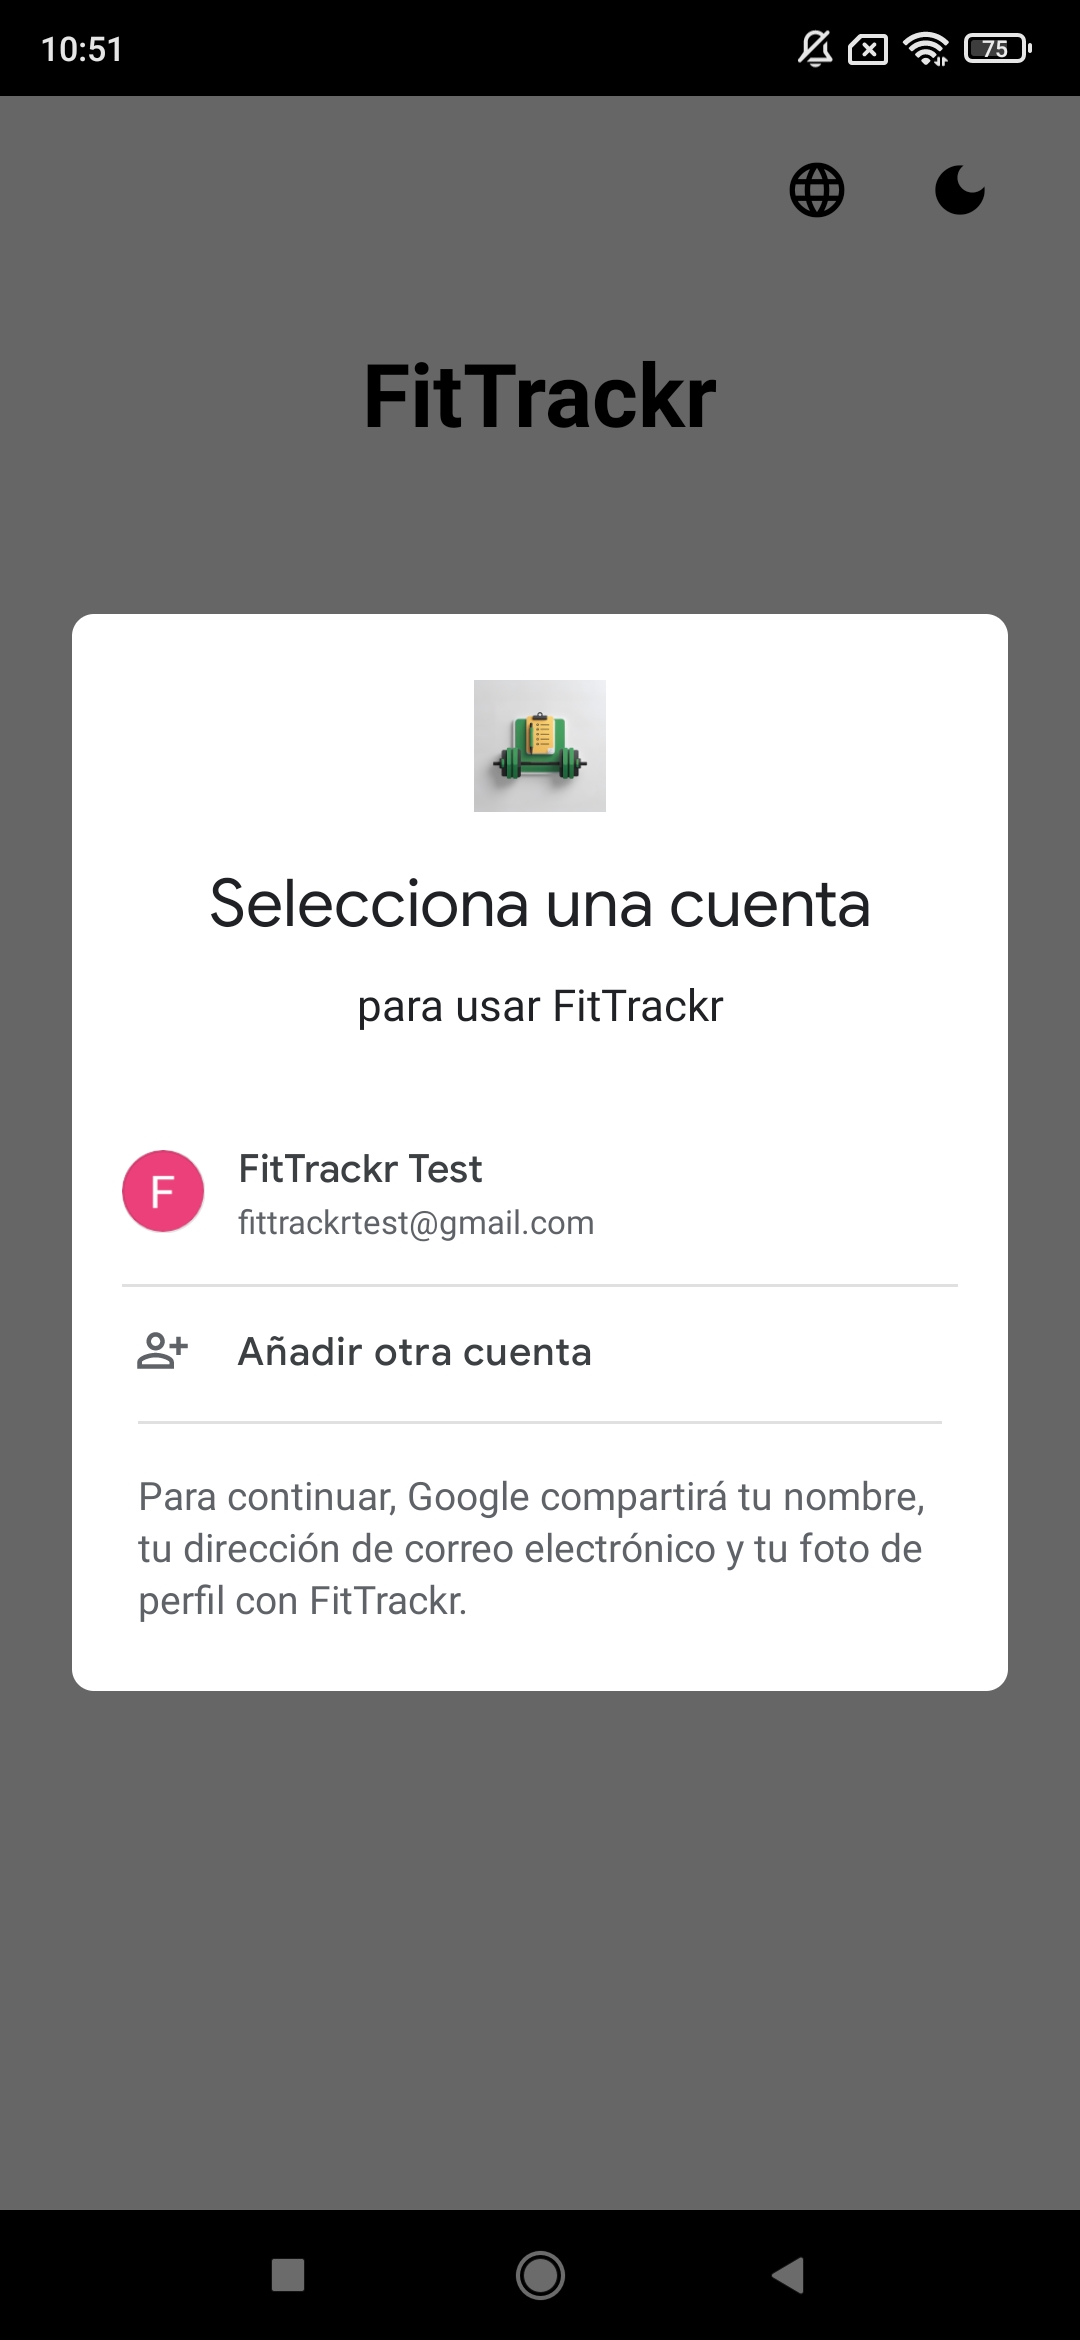 10:51
75
FitTrackr
Selecciona una cuenta
para usar FitTrackr
F
FitTrackr Test
fittrackrtest@gmail.com
Añadir otra cuenta
Para continuar, Google compartirá tu nombre,
tu dirección de correo electrónico y tu foto de
perfil con FitTrackr.